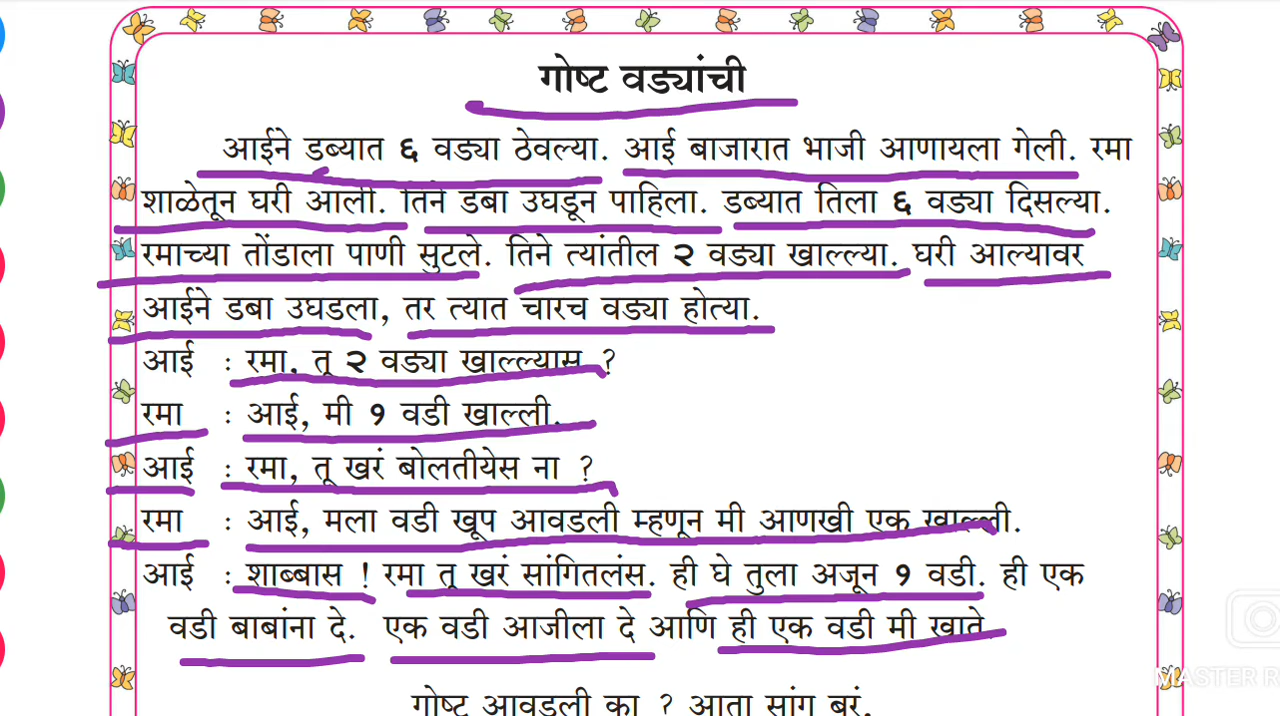 गोष्ट वड्यांची
आईने डब्यात ६ वड्या ठेवल्या. आई बाजारात भाजी आणायला गेली. रमा
शाळेतून घरी आली. तिने डबा उघडून पाहिला. डब्यात तिला ६ वड्या दिसल्या.
रमाच्या तोंडाला पाणी सुटले. तिने त्यांतील २ वड्या खाल्ल्या. घरी आल्यावर
आईने डबा उघडला, तर त्यात चारच वड्या होत्या.
आई : रमा, तू २ वड्या खाल्ल्यास ?
रमा : आई, मी १ वडी खाल्ली.
आई : रमा, तू खरं बोलतीयेस ना ?
रमा : आई, मला वडी खूप आवडली म्हणून मी आणखी एक खाल्ली.
आई : शाब्बास ! रमा तू खरं सांगितलंस. ही घे तुला अजून १ वडी. ही एक
वडी बाबांना दे. एक वडी आजीला दे आणि ही एक वडी मी खाते.
MASTER R
गोष्ट आवडली का ? आता सांग बरं.